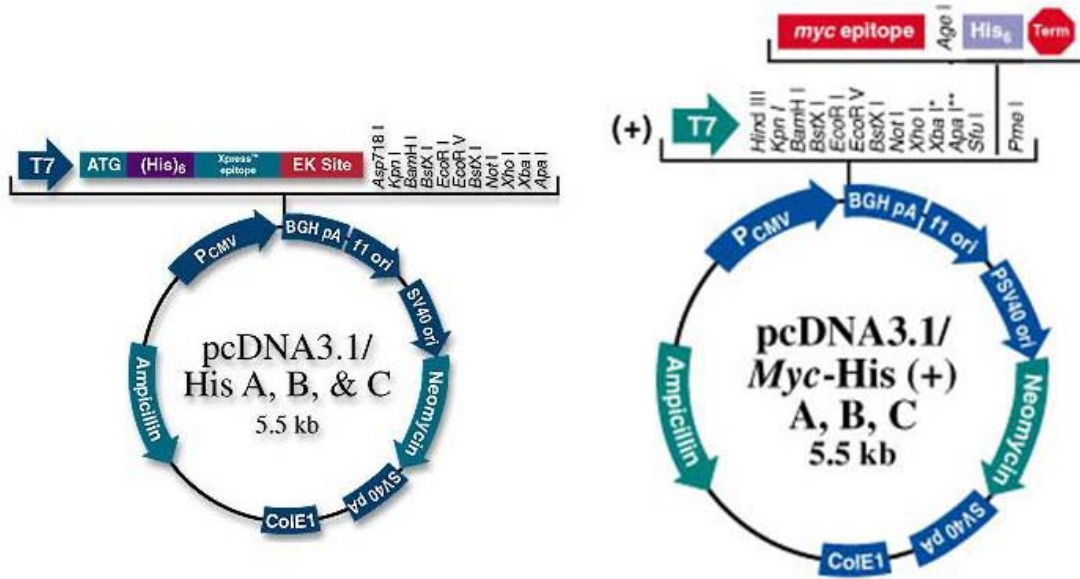 T7
ATG
(His)6
Xpress™ epitope
EK Site
Asp718 I
Kpn I
BamH I
BstX I
EcoR I
EcoR V
BstX I
Not I
Xho I
Xba I
Apa I
PCMV
BGH pA
f1 ori
SV40 ori
Neomycin
SV40 pA
ColE1
Ampicillin
pcDNA3.1/
His A, B, & C
5.5 kb
myc epitope
Age I
His6
Term
(+)
T7
Hind III
Kpn I
BamH I
BstX I
EcoR I
EcoR V
BstX I
Not I
Xho I
Xba I*
Apa I**
Sfu I
Pme I
PCMV
BGH pA
f1 ori
PSV40 ori
Neomycin
SV40 pA
ColE1
Ampicillin
pcDNA3.1/
Myc-His (+)
A, B, C
5.5 kb